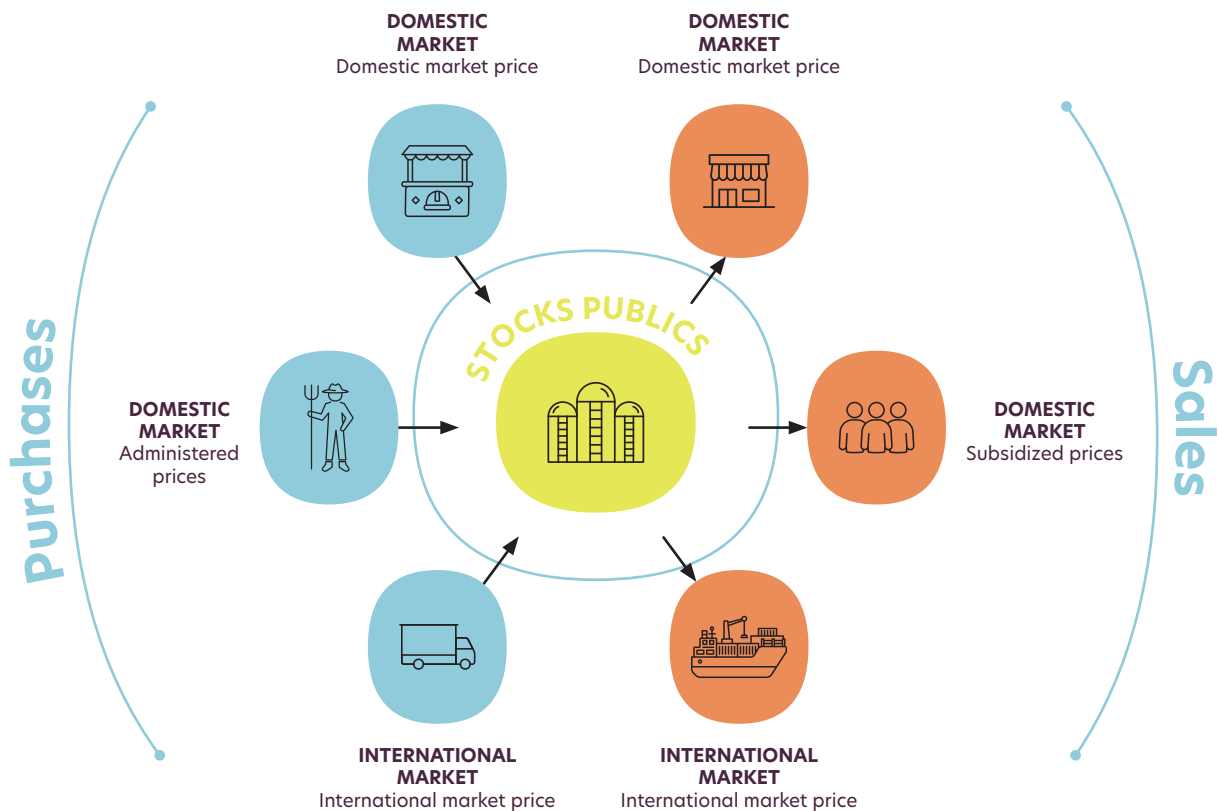 DOMESTIC
MARKET
Domestic market price
DOMESTIC
MARKET
Domestic market price
Purchases
DOMESTIC
MARKET
Administered
prices
STOCKS PUBLICS
DOMESTIC
MARKET
Subsidized prices
Sales
INTERNATIONAL
MARKET
International market price
INTERNATIONAL
MARKET
International market price